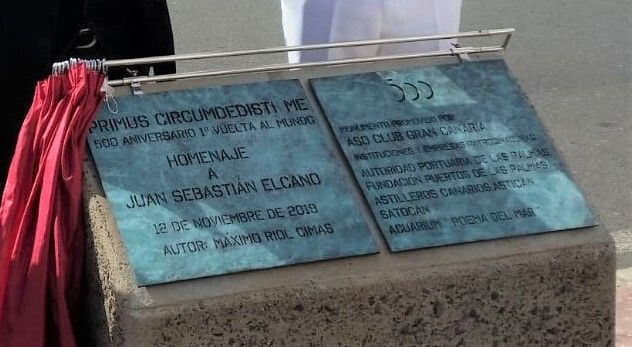 PRIMUS CIRCUMDEDISTI ME
500 ANIVERSARIO 1ª VUELTA AL MUNDO
HOMENAJE
A
JUAN SEBASTIÁN ELCANO
12 DE NOVIEMBRE DE 2019
AUTOR: MÁXIMO RIOL CIMAS
500
MONUMENTO PROMOVIDO POR
ASO CLUB GRAN CANARIA
INSTITUCIONES Y EMPRESAS PATROCINADORAS
AUTORIDAD PORTUARIA DE LAS PALMAS
FUNDACIÓN PUERTOS DE LAS PALMAS
ASTILLEROS CANARIOS ASTICAN
SATOCAN
ACUARIUM "POEMA DEL MAR"